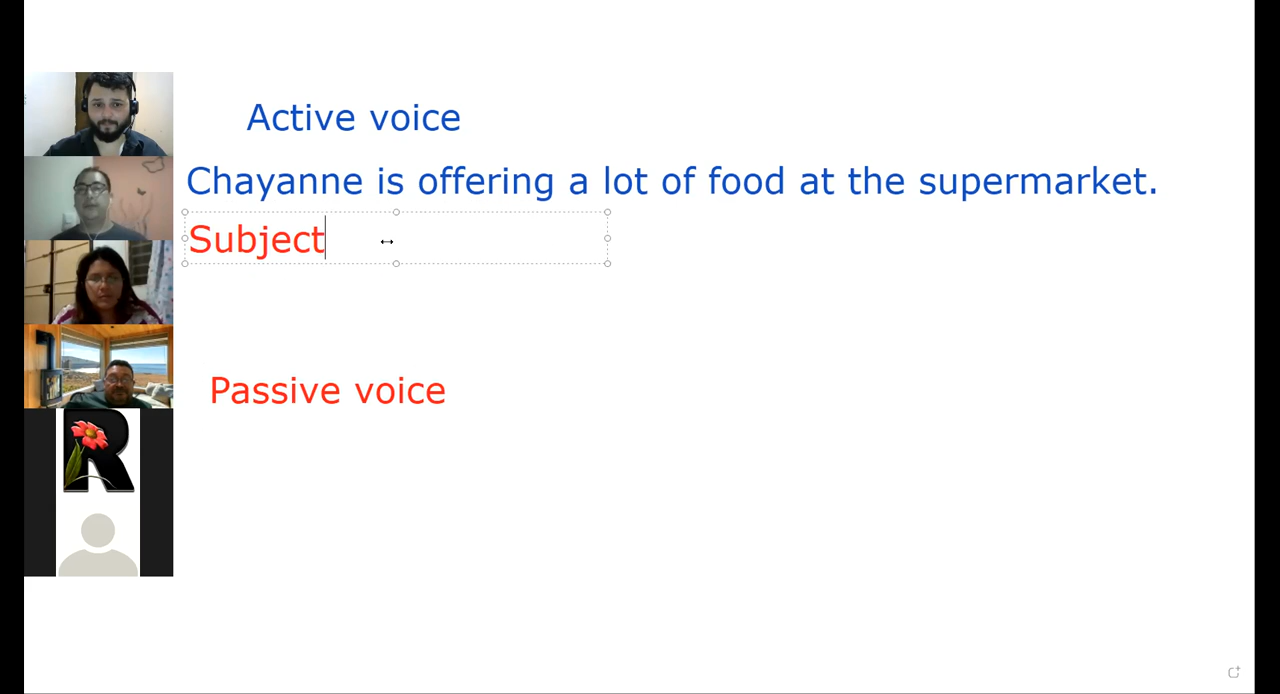 Active voice
Chayanne is offering a lot of food at the supermarket.
Subject
Passive voice
R